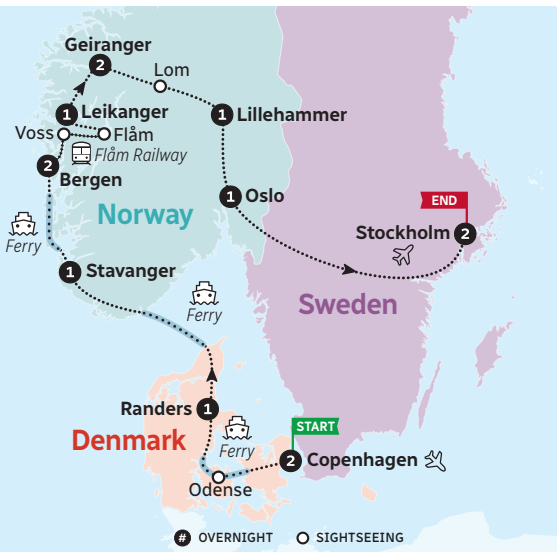 Geiranger
2
Lom
1
Leikanger
1
Lillehammer
Voss
Flåm
Flåm Railway
2
Bergen
Norway
1
Oslo
END
Stockholm
2
Ferry
1
Stavanger
Ferry
Sweden
Randers
1
START
Denmark
Ferry
2
Copenhagen
Odense
# OVERNIGHT
SIGHTSEEING